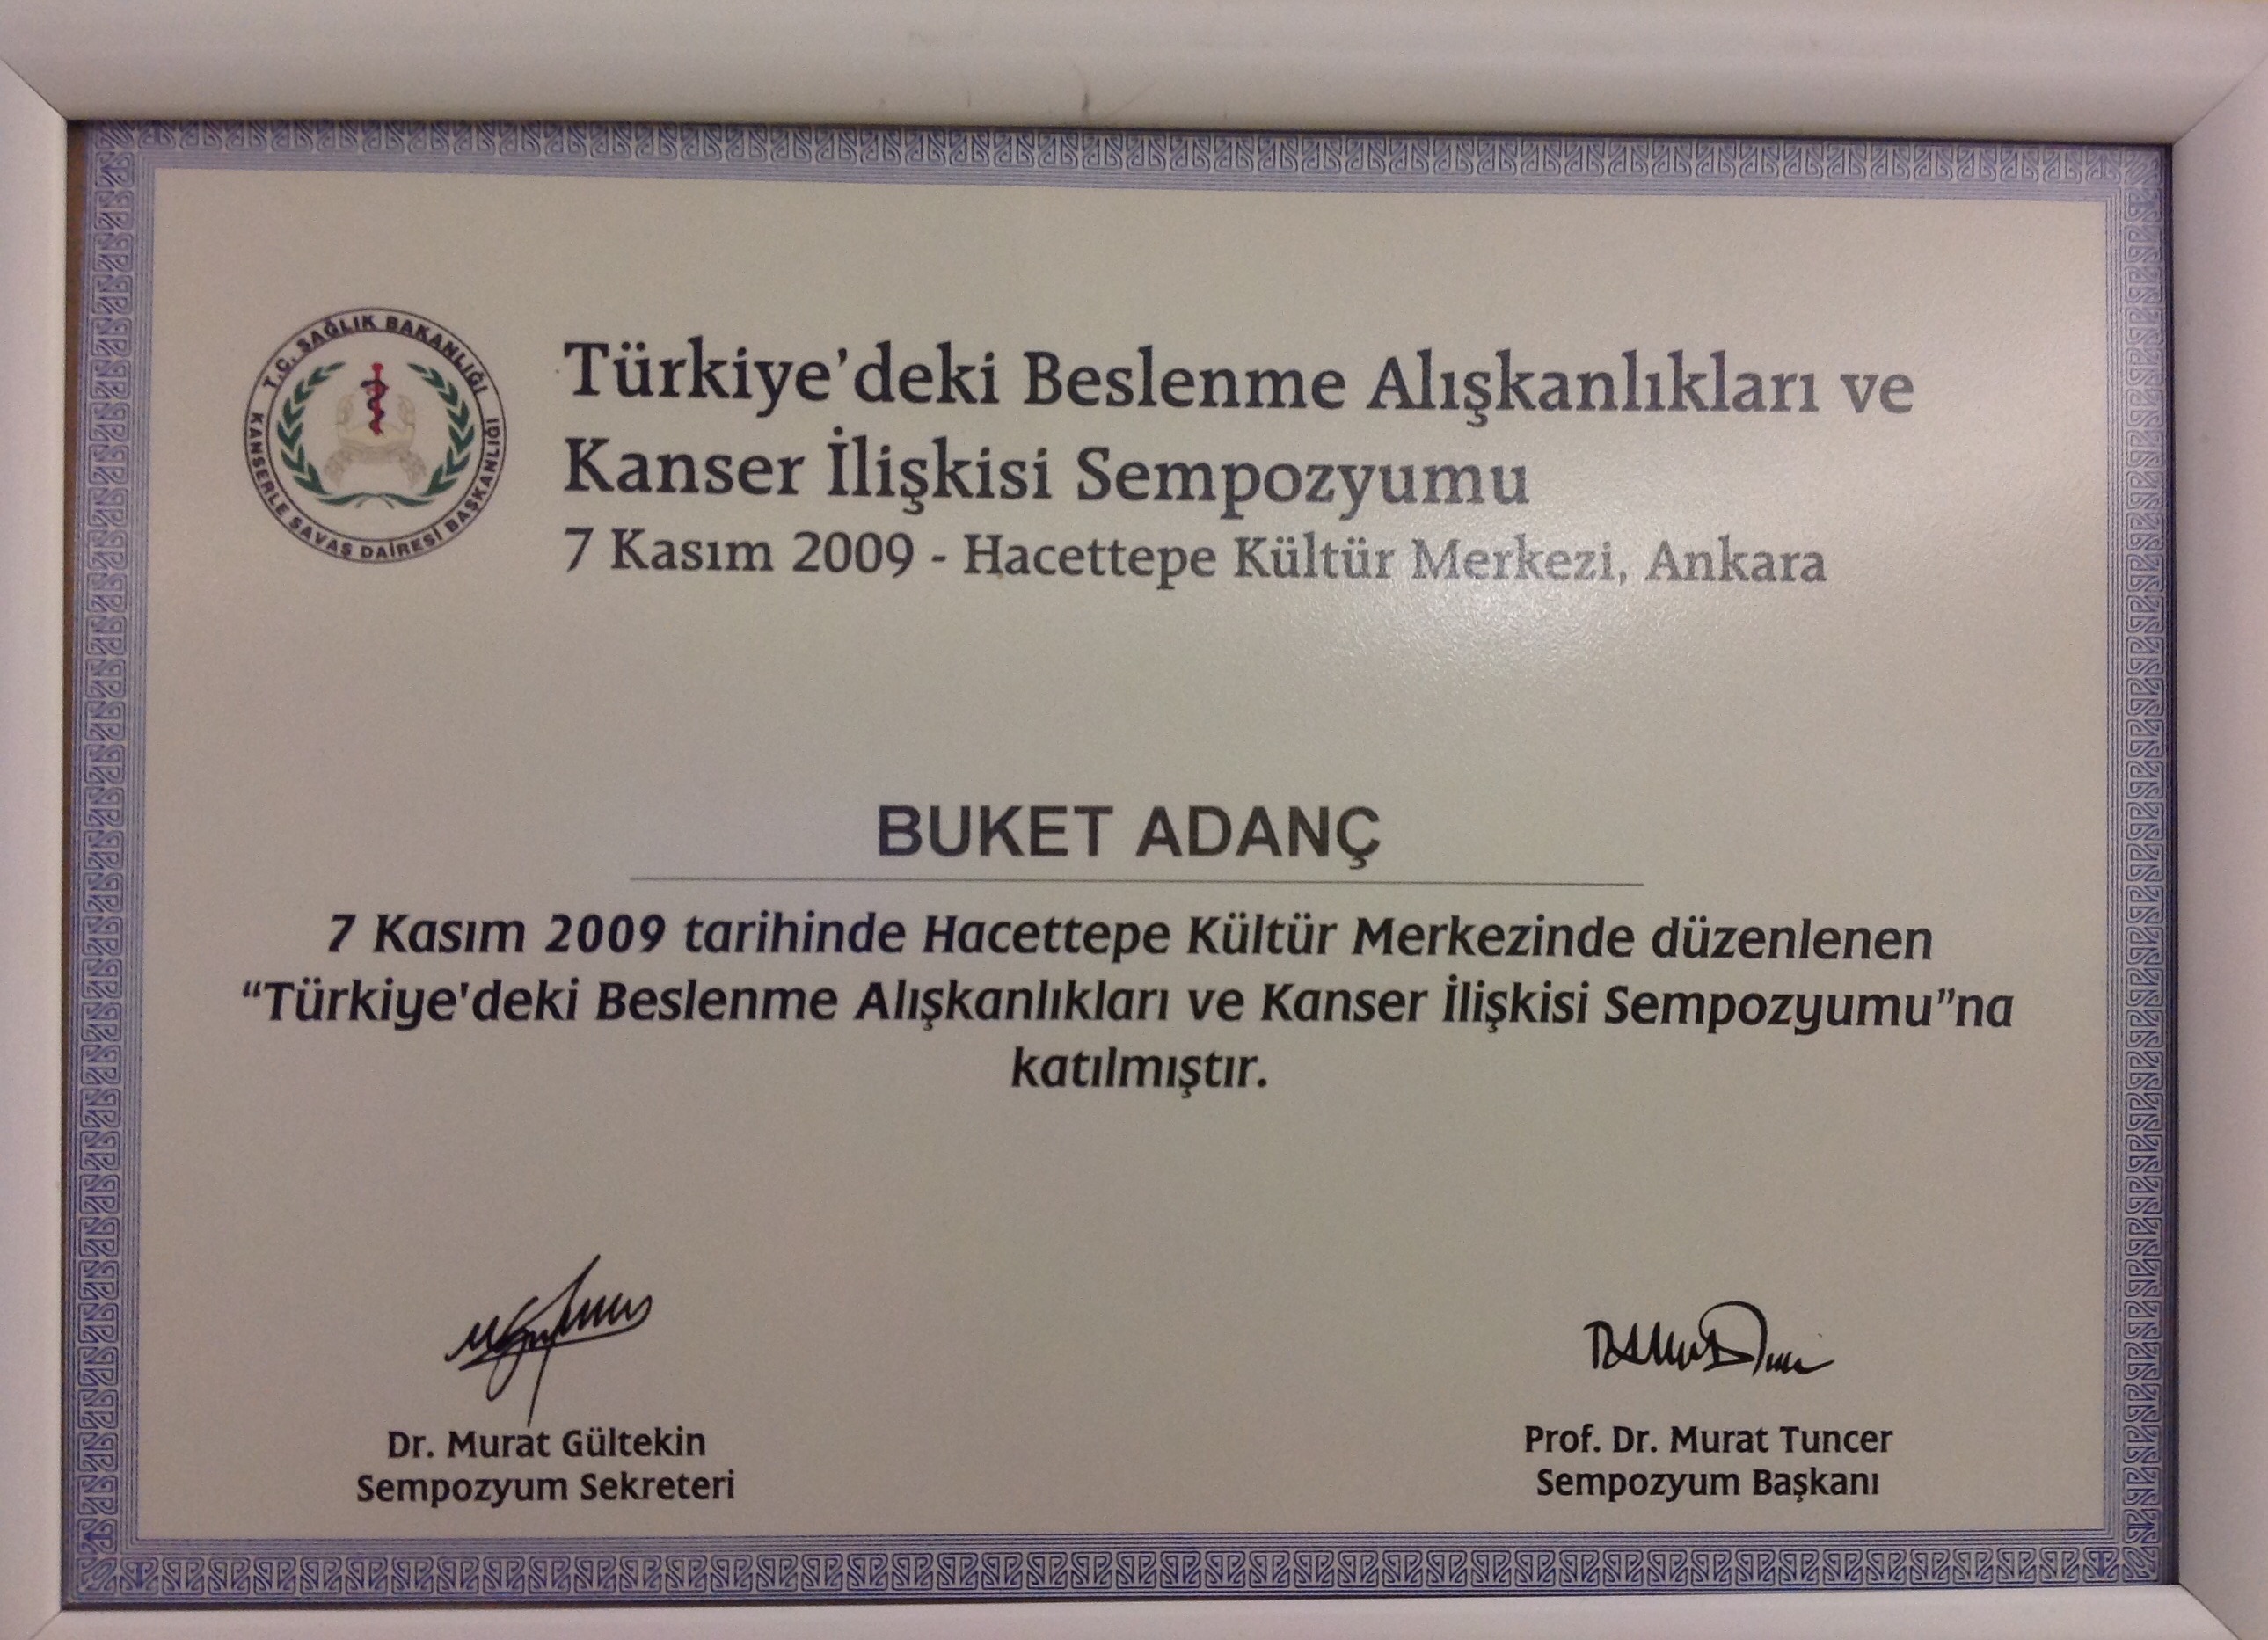 T.C. SAĞLIK BAKANLIĞI
KANSERLE SAVAŞ DAİRESİ BAŞKANLIĞI
Türkiye'deki Beslenme Alışkanlıkları ve
Kanser İlişkisi Sempozyumu
7 Kasım 2009 - Hacettepe Kültür Merkezi, Ankara
BUKET ADANÇ
7 Kasım 2009 tarihinde Hacettepe Kültür Merkezinde düzenlenen
“Türkiye'deki Beslenme Alışkanlıkları ve Kanser İlişkisi Sempozyumu”na
katılmıştır.
Dr. Murat Gültekin
Sempozyum Sekreteri
Prof. Dr. Murat Tuncer
Sempozyum Başkanı